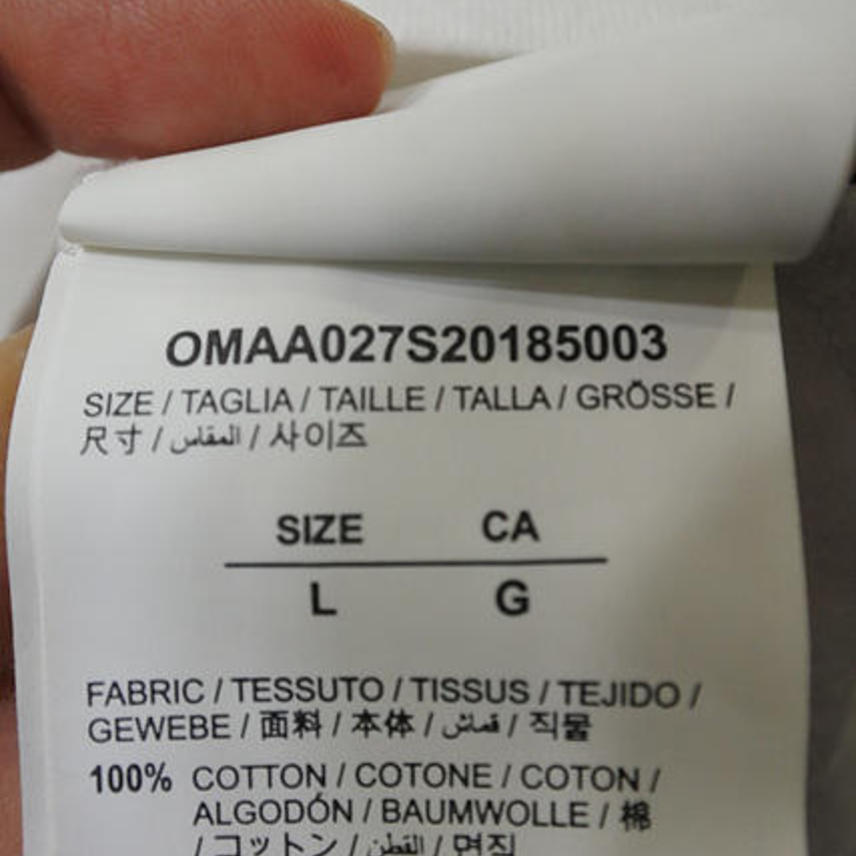 OMAA027S20185003
SIZE / TAGLIA / TAILLE / TALLA / GRÖSSE /
尺寸 / المقاس / 사이즈
SIZE CA
L G
FABRIC / TESSUTO / TISSUS / TEJIDO /
GEWEBE / 面料 / 本体 / قماش / 직물
100% COTTON / COTONE / COTON /
ALGODÓN / BAUMWOLLE / 棉
/ コットン / القطن / 면직